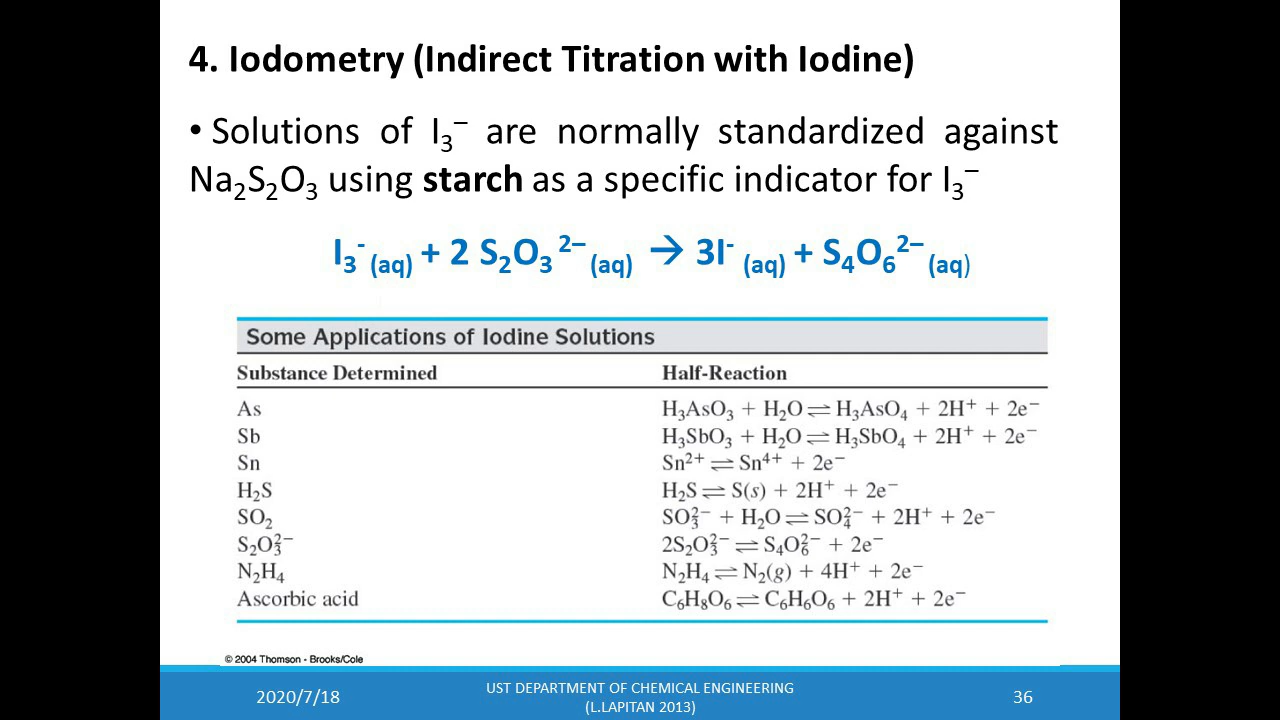 4. Iodometry (Indirect Titration with Iodine)
• Solutions of I₃⁻ are normally standardized against
Na₂S₂O₃ using starch as a specific indicator for I₃⁻
I₃⁻ (aq) + 2 S₂O₃²⁻ (aq) → 3I⁻ (aq) + S₄O₆²⁻ (aq)
Some Applications of Iodine Solutions
Substance Determined Half-Reaction
As H₃AsO₃ + H₂O ⇌ H₃AsO₄ + 2H⁺ + 2e⁻
Sb H₃SbO₃ + H₂O ⇌ H₃SbO₄ + 2H⁺ + 2e⁻
Sn Sn²⁺ ⇌ Sn⁴⁺ + 2e⁻
H₂S H₂S ⇌ S(s) + 2H⁺ + 2e⁻
SO₂ SO₃²⁻ + H₂O ⇌ SO₄²⁻ + 2H⁺ + 2e⁻
S₂O₃²⁻ 2S₂O₃²⁻ ⇌ S₄O₆²⁻ + 2e⁻
N₂H₄ N₂H₄ ⇌ N₂(g) + 4H⁺ + 2e⁻
Ascorbic acid C₆H₈O₆ ⇌ C₆H₆O₆ + 2H⁺ + 2e⁻
© 2004 Thomson - Brooks/Cole
2020/7/18
UST DEPARTMENT OF CHEMICAL ENGINEERING
(L.LAPITAN 2013)
36